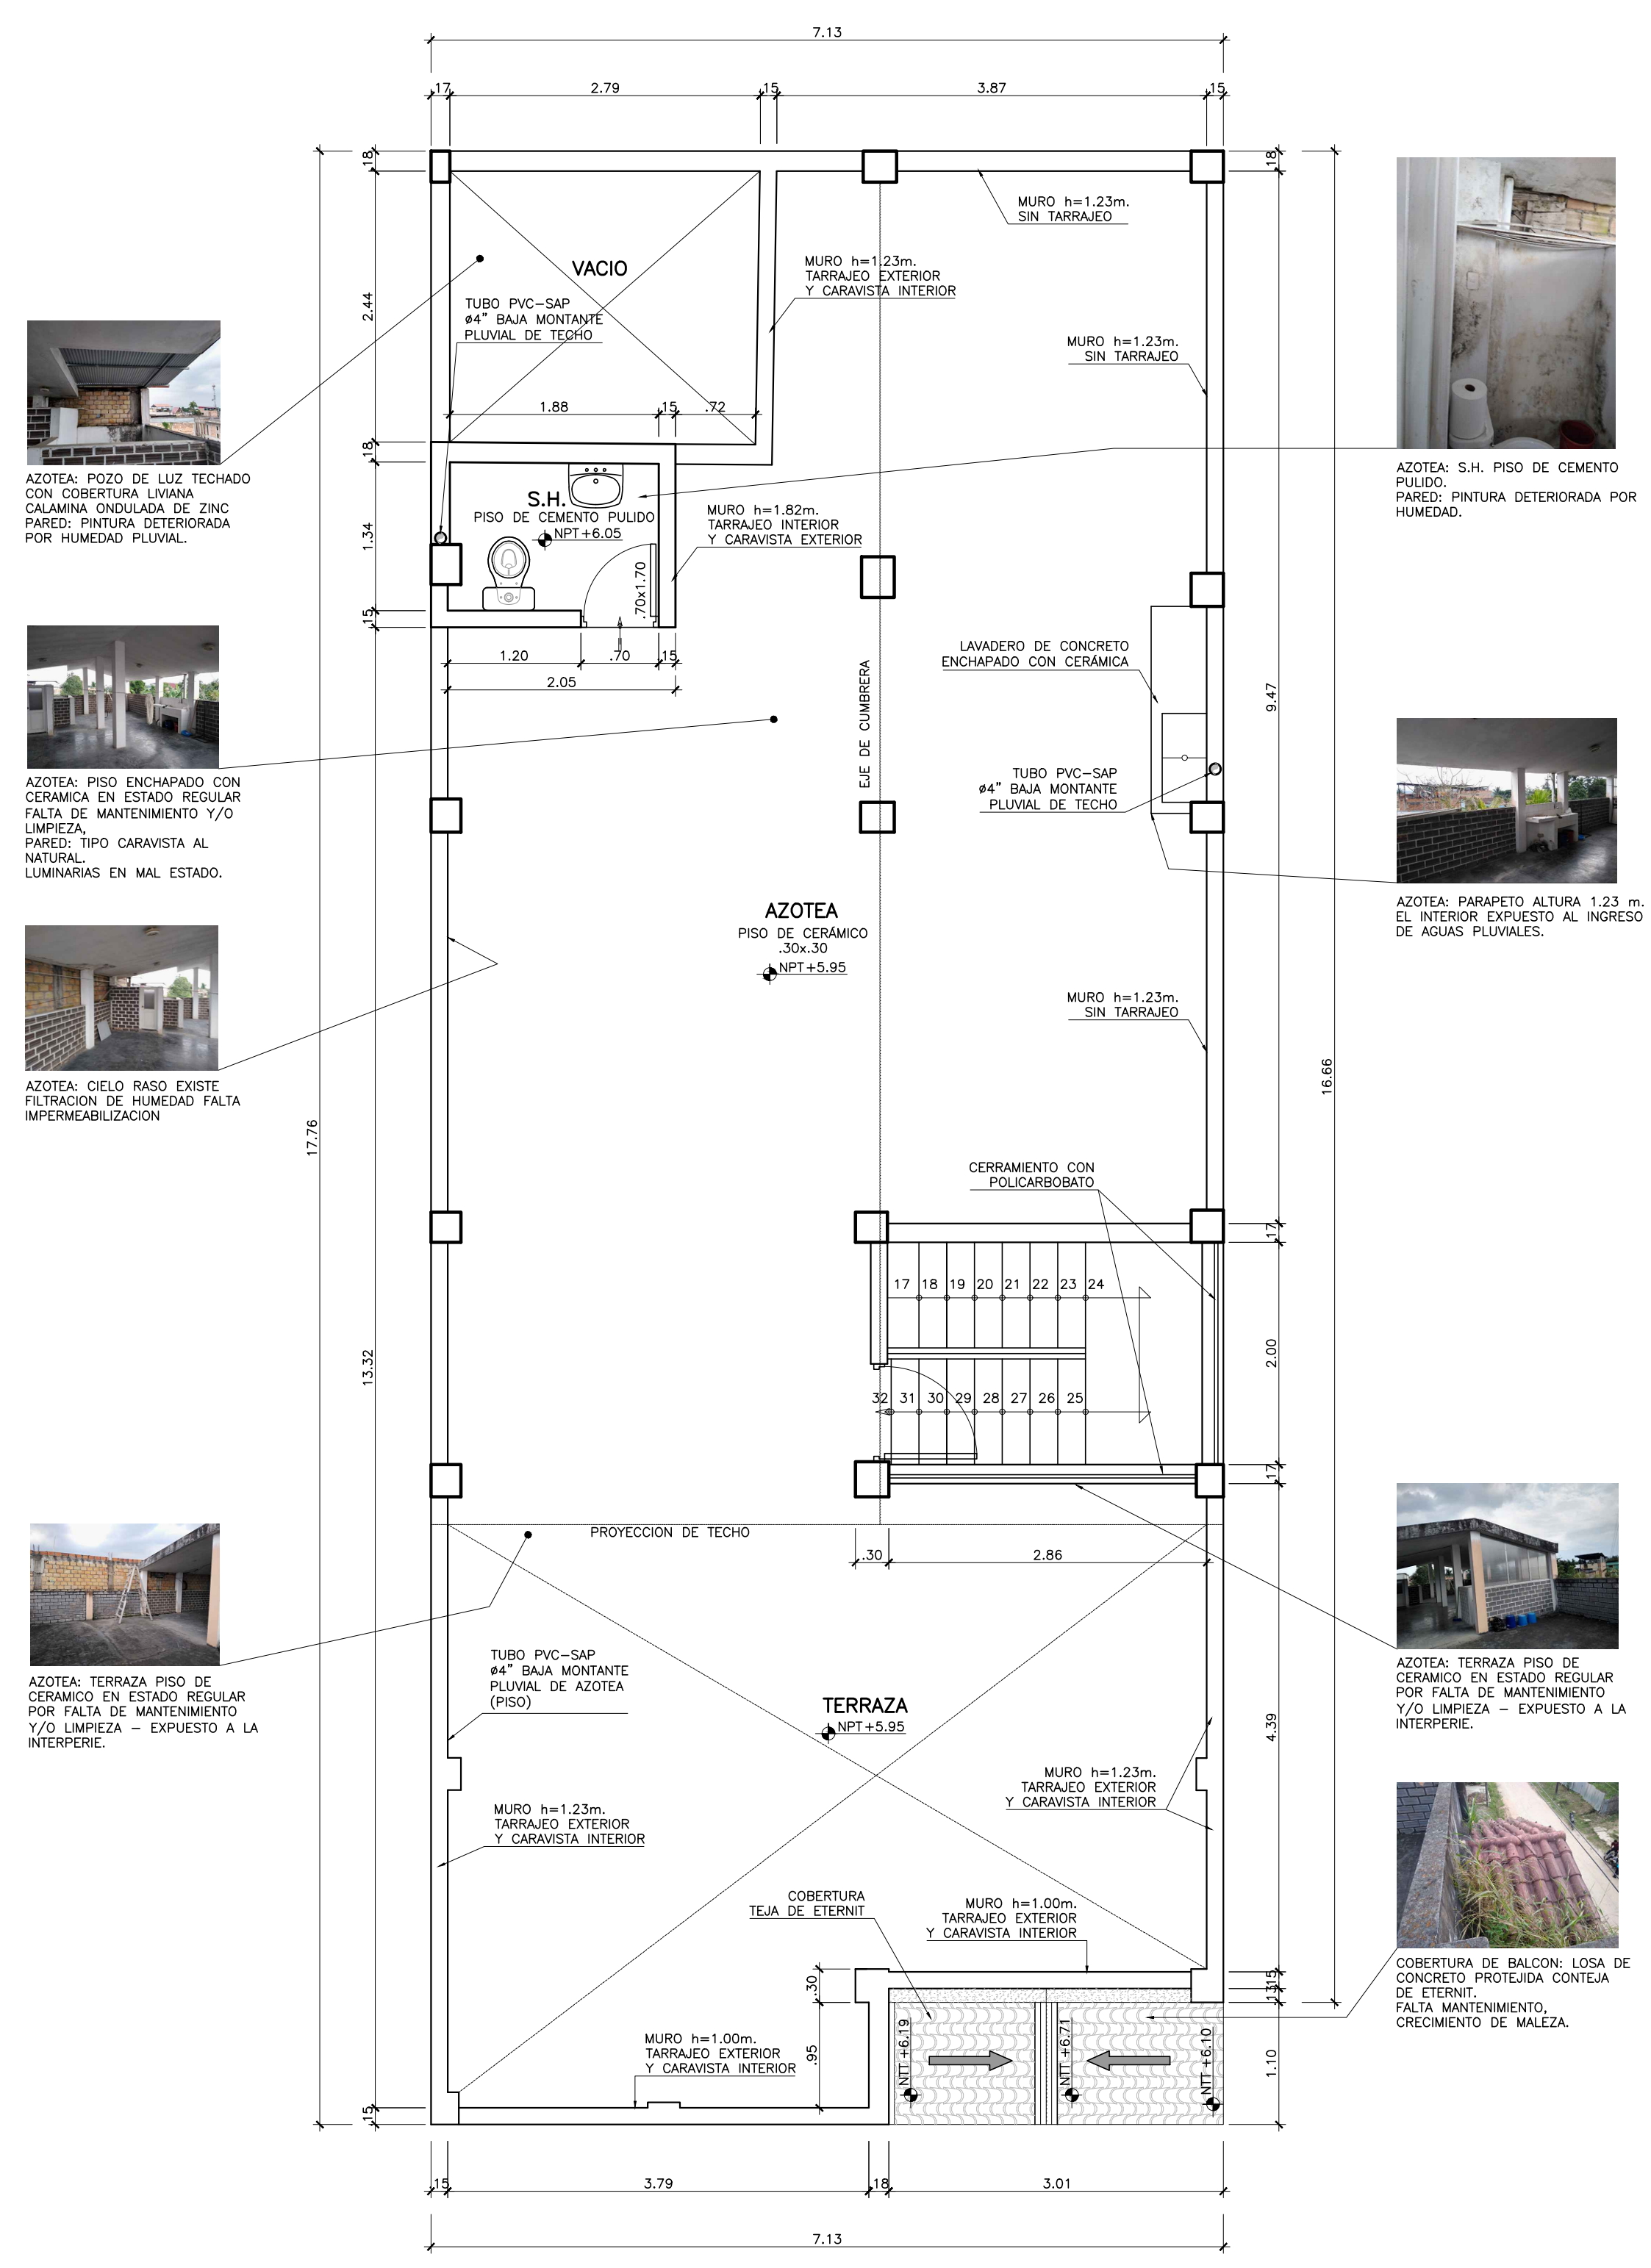 7.13
17
2.79
15
3.87
15
18
18
MURO h=1.23m.
SIN TARRAJEO
VACIO
MURO h=1.23m.
TARRAJEO EXTERIOR
Y CARAVISTA INTERIOR
TUBO PVC-SAP
ø4" BAJA MONTANTE
PLUVIAL DE TECHO
2.44
MURO h=1.23m.
SIN TARRAJEO
1.88
15
.72
18
AZOTEA: POZO DE LUZ TECHADO
CON COBERTURA LIVIANA
CALAMINA ONDULADA DE ZINC
PARED: PINTURA DETERIORADA
POR HUMEDAD PLUVIAL.
AZOTEA: S.H. PISO DE CEMENTO
PULIDO.
PARED: PINTURA DETERIORADA POR
HUMEDAD.
S.H.
PISO DE CEMENTO PULIDO
NPT+6.05
1.34
MURO h=1.82m.
TARRAJEO INTERIOR
Y CARAVISTA EXTERIOR
.70x1.70
15
1.20
.70
15
2.05
LAVADERO DE CONCRETO
ENCHAPADO CON CERÁMICA
EJE DE CUMBRERA
9.47
TUBO PVC-SAP
ø4" BAJA MONTANTE
PLUVIAL DE TECHO
AZOTEA: PISO ENCHAPADO CON
CERAMICA EN ESTADO REGULAR
FALTA DE MANTENIMIENTO Y/O
LIMPIEZA,
PARED: TIPO CARAVISTA AL
NATURAL.
LUMINARIAS EN MAL ESTADO.
AZOTEA: PARAPETO ALTURA 1.23 m.
EL INTERIOR EXPUESTO AL INGRESO
DE AGUAS PLUVIALES.
AZOTEA
PISO DE CERÁMICO
.30x.30
NPT+5.95
MURO h=1.23m.
SIN TARRAJEO
AZOTEA: CIELO RASO EXISTE
FILTRACION DE HUMEDAD FALTA
IMPERMEABILIZACION
17.76
16.66
CERRAMIENTO CON
POLICARBOBATO
17
17 18 19 20 21 22 23 24
13.32
2.00
32 31 30 29 28 27 26 25
17
PROYECCION DE TECHO
.30
2.86
AZOTEA: TERRAZA PISO DE
CERAMICO EN ESTADO REGULAR
POR FALTA DE MANTENIMIENTO
Y/O LIMPIEZA – EXPUESTO A LA
INTERPERIE.
TUBO PVC-SAP
ø4" BAJA MONTANTE
PLUVIAL DE AZOTEA
(PISO)
AZOTEA: TERRAZA PISO DE
CERAMICO EN ESTADO REGULAR
POR FALTA DE MANTENIMIENTO
Y/O LIMPIEZA – EXPUESTO A LA
INTERPERIE.
TERRAZA
NPT+5.95
4.39
MURO h=1.23m.
TARRAJEO EXTERIOR
Y CARAVISTA INTERIOR
MURO h=1.23m.
TARRAJEO EXTERIOR
Y CARAVISTA INTERIOR
COBERTURA
TEJA DE ETERNIT
MURO h=1.00m.
TARRAJEO EXTERIOR
Y CARAVISTA INTERIOR
COBERTURA DE BALCON: LOSA DE
CONCRETO PROTEJIDA CONTEJA
DE ETERNIT.
FALTA MANTENIMIENTO,
CRECIMIENTO DE MALEZA.
.30
15
13
MURO h=1.00m.
TARRAJEO EXTERIOR
Y CARAVISTA INTERIOR
.95
NTT +6.19
NTT +6.71
NTT +6.10
1.10
15
15
3.79
18
3.01
7.13